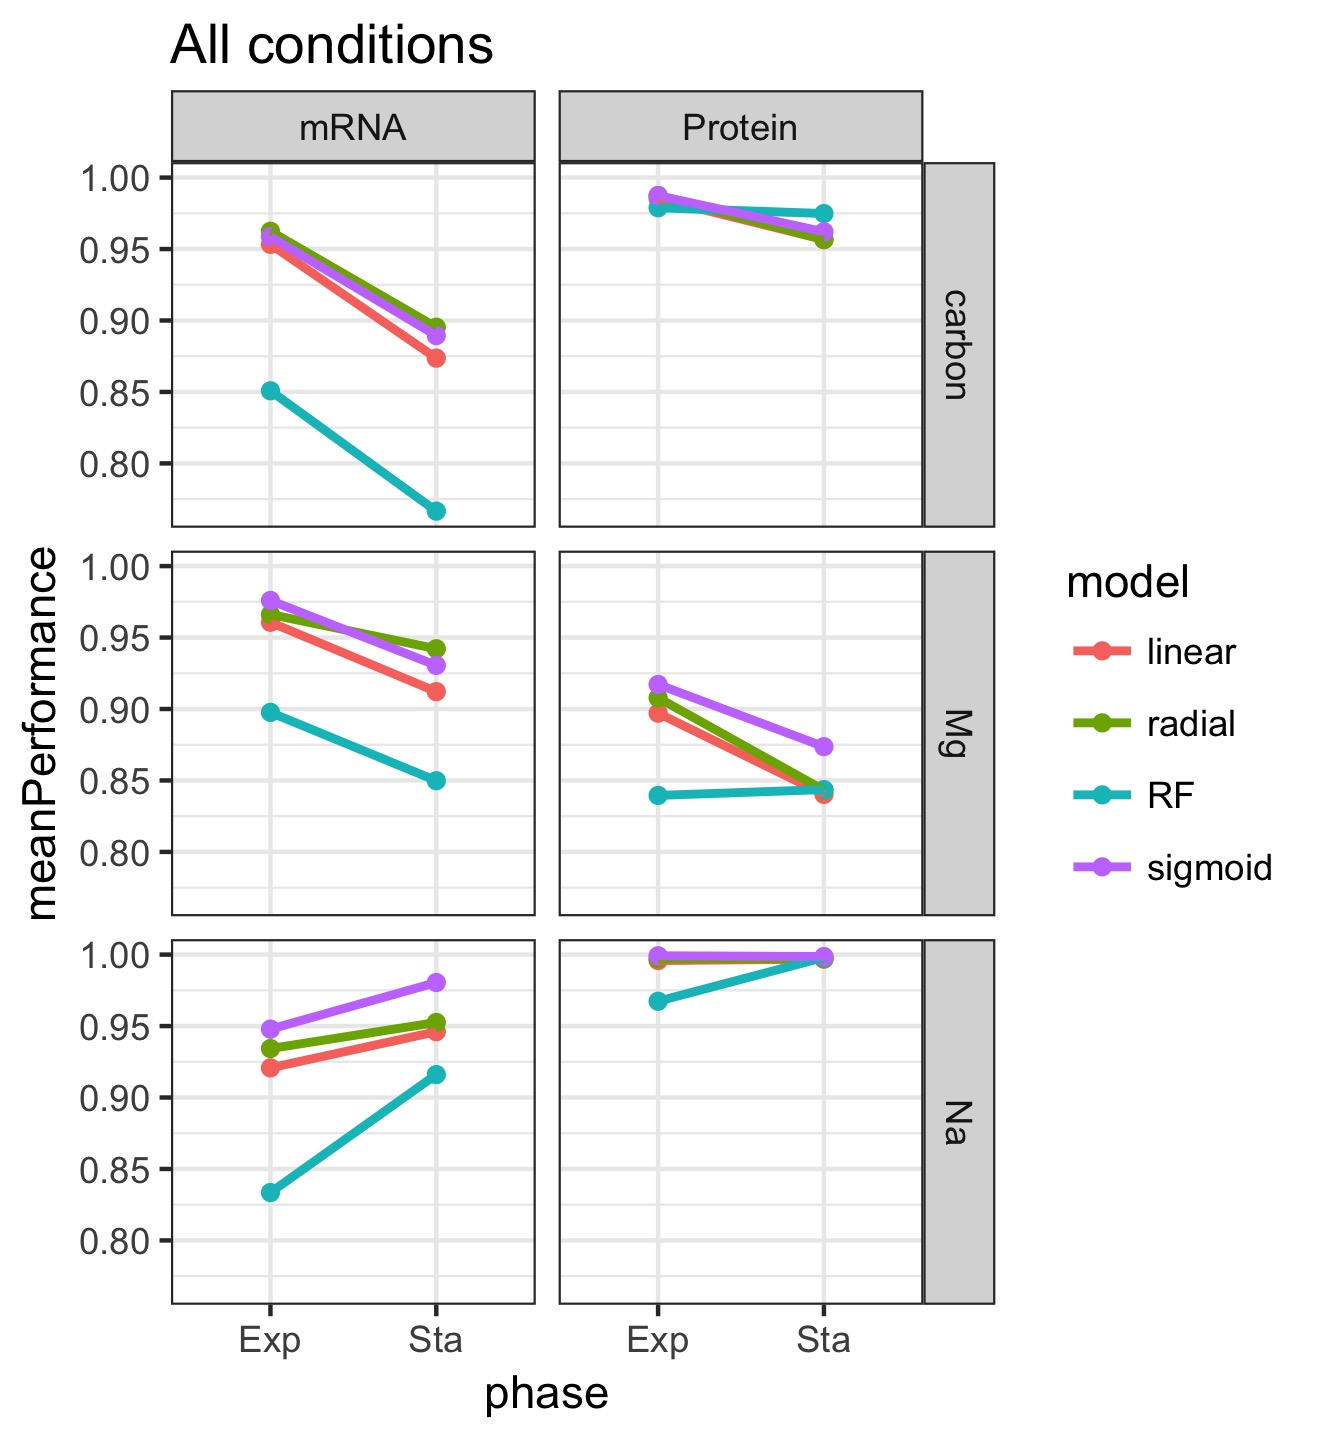 All conditions
mRNA
Protein
1.00
0.95
0.90
0.85
0.80
carbon
1.00
0.95
0.90
0.85
0.80
Mg
1.00
0.95
0.90
0.85
0.80
Na
Exp
Sta
Exp
Sta
phase
meanPerformance
model
linear
radial
RF
sigmoid